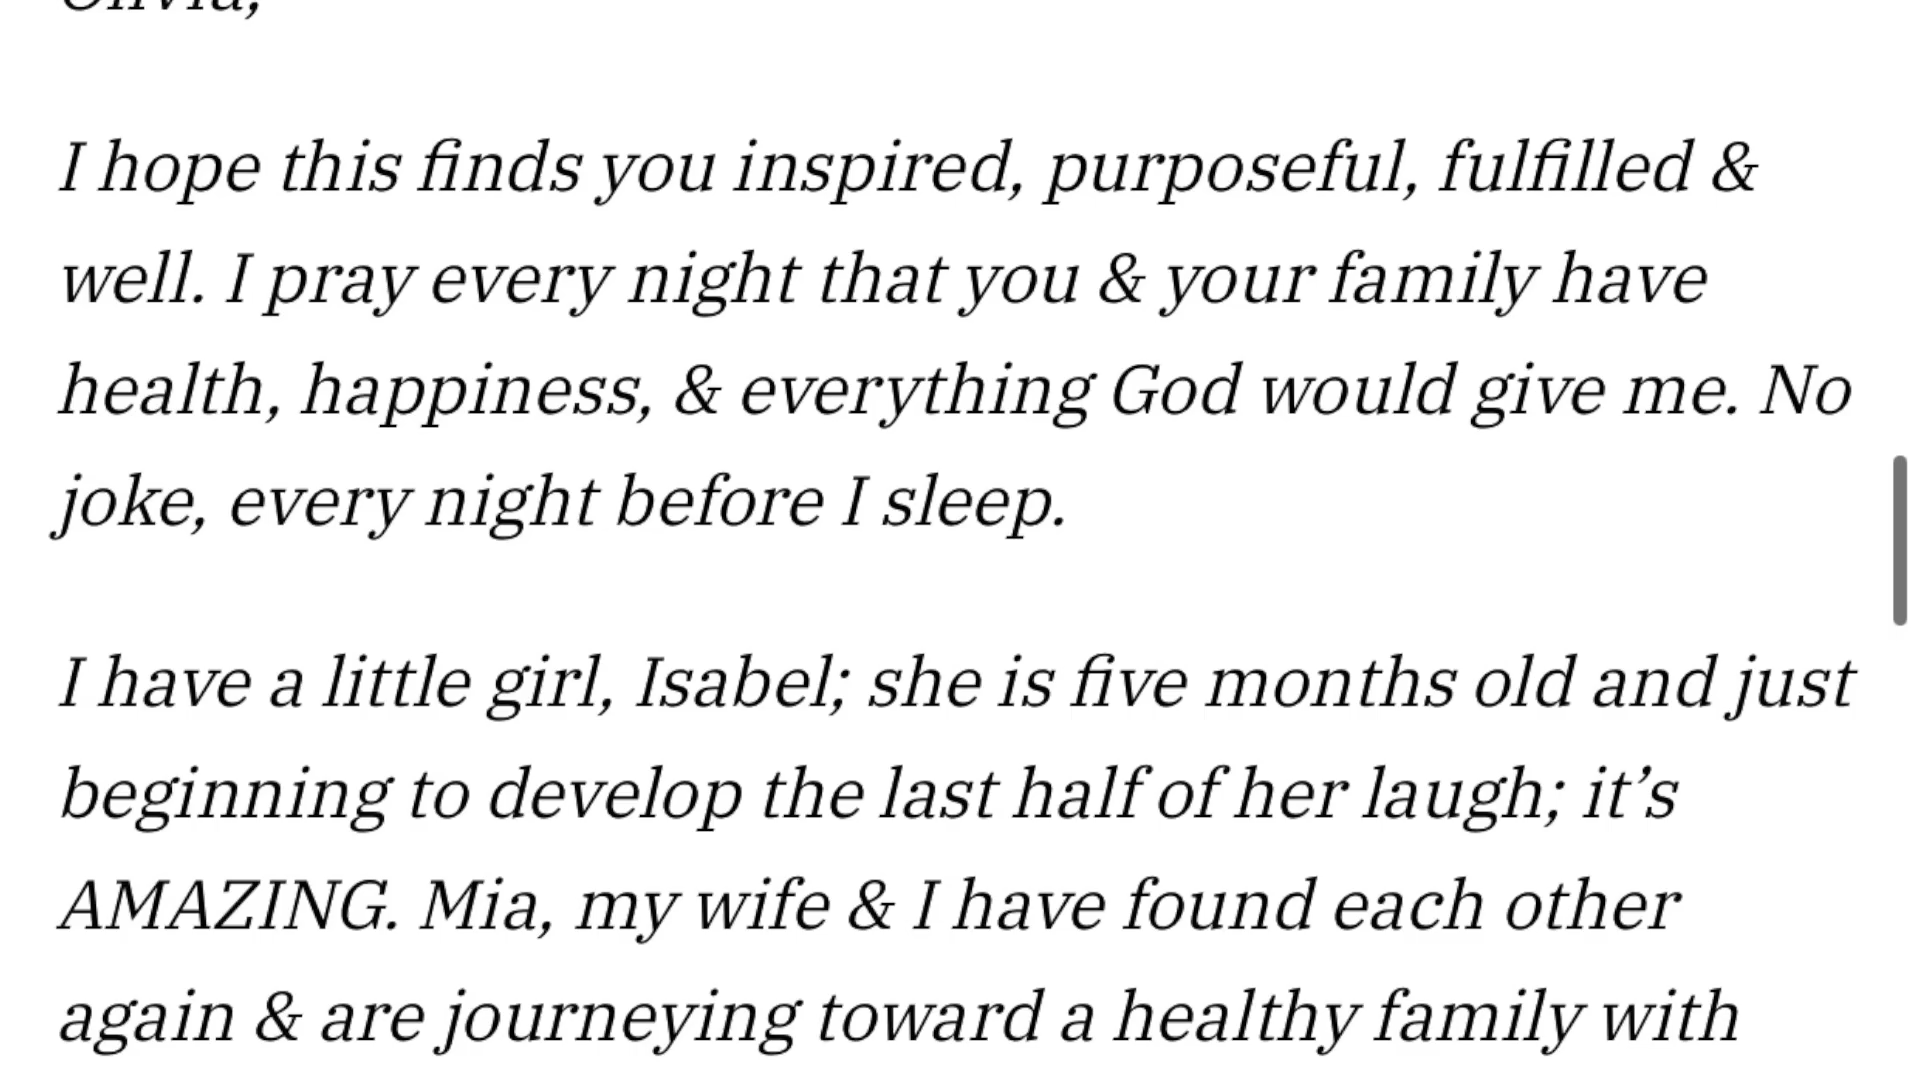 Olivia,
I hope this finds you inspired, purposeful, fulfilled &
well. I pray every night that you & your family have
health, happiness, & everything God would give me. No
joke, every night before I sleep.
I have a little girl, Isabel; she is five months old and just
beginning to develop the last half of her laugh; it’s
AMAZING. Mia, my wife & I have found each other
again & are journeying toward a healthy family with